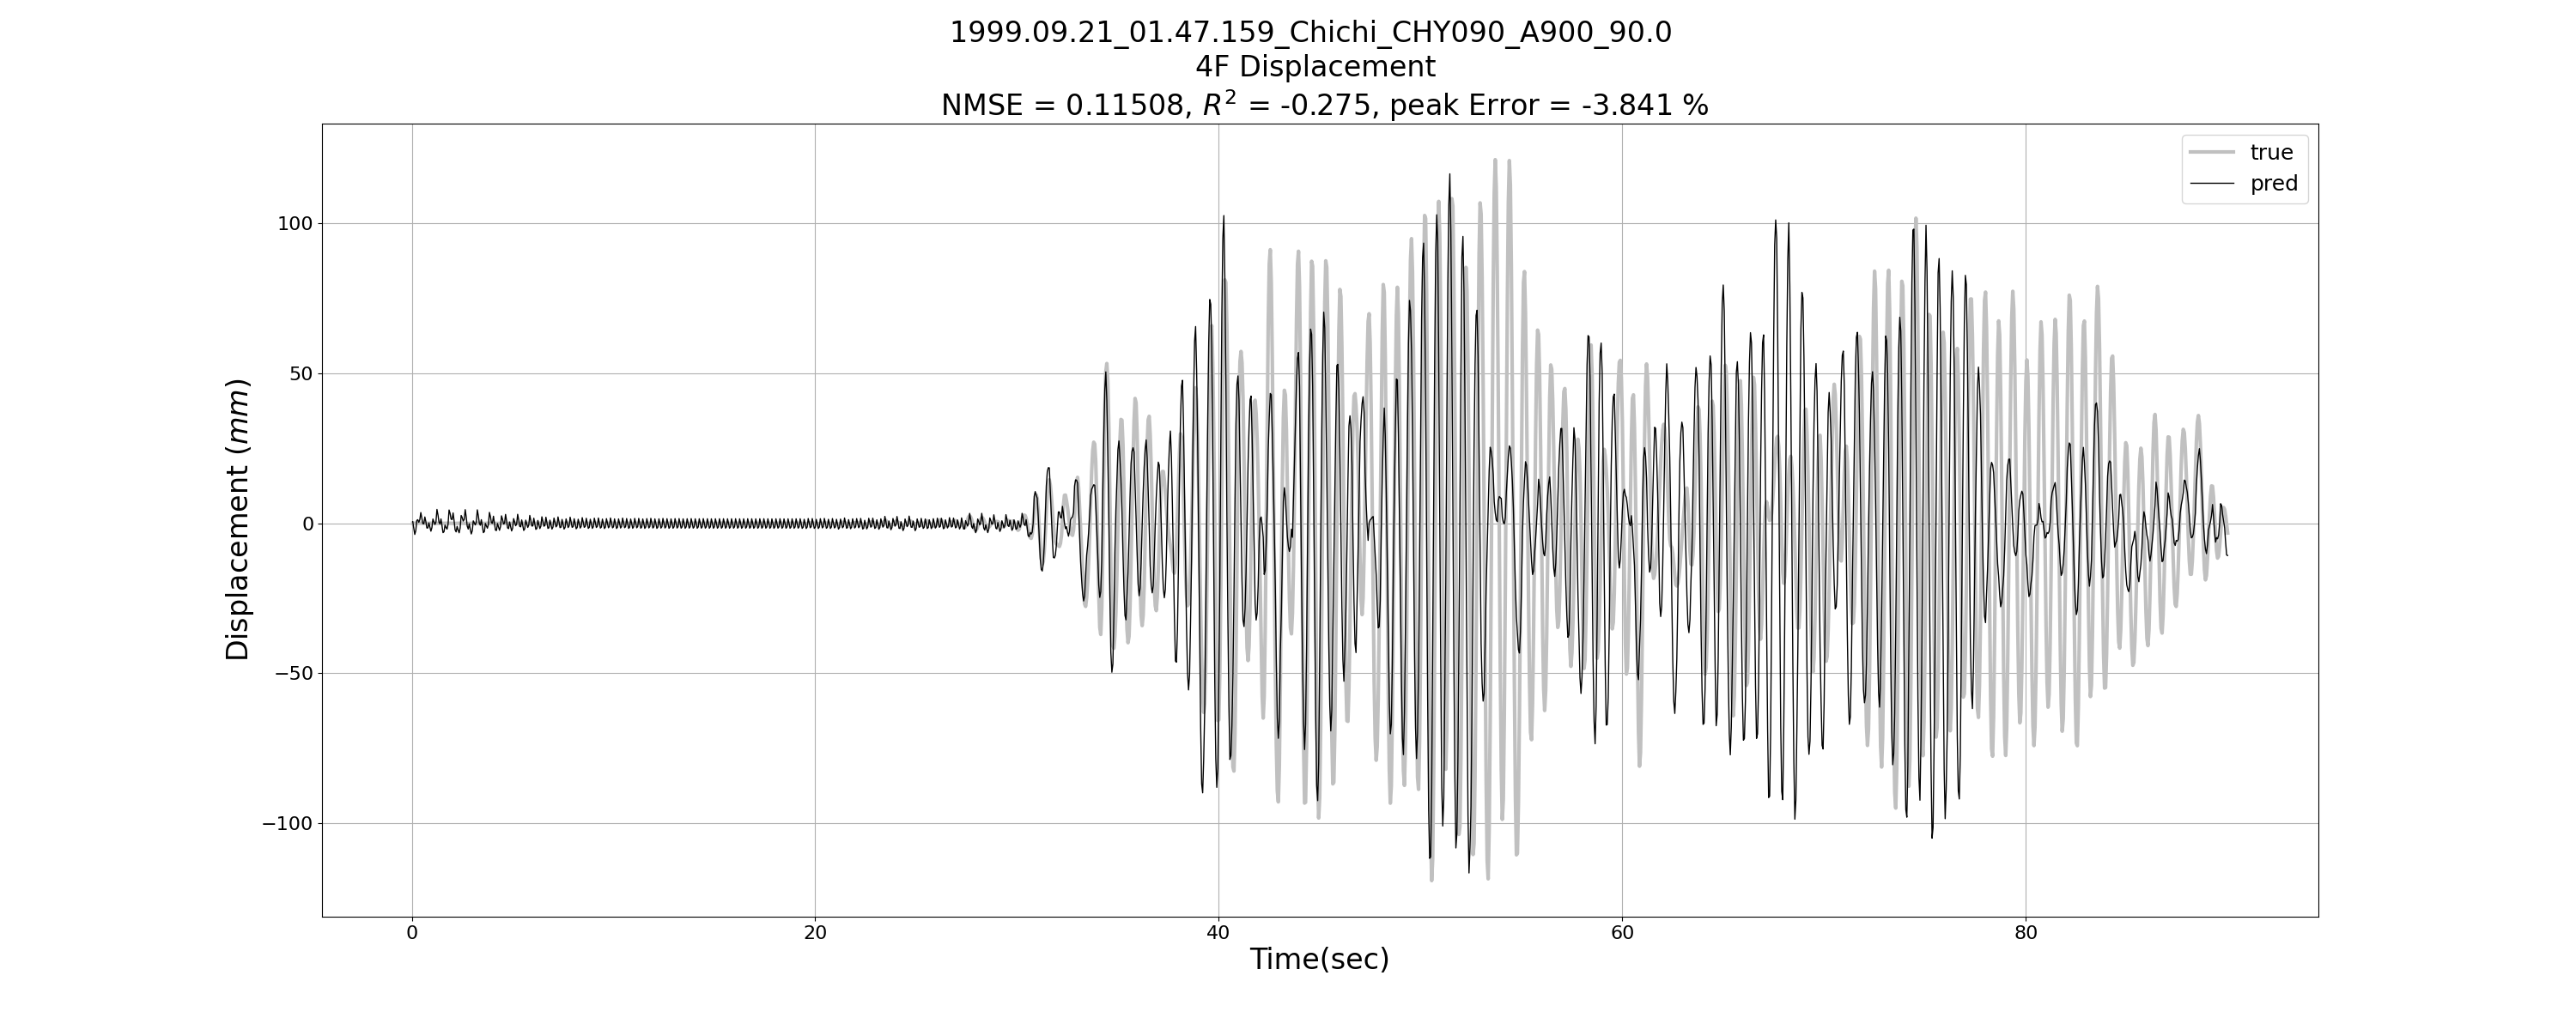 1999.09.21_01.47.159_Chichi_CHY090_A900_90.0
4F Displacement
NMSE = 0.11508, R² = -0.275, peak Error = -3.841 %
true
pred
Displacement (mm)
100
50
0
−50
−100
0 20 40 60 80
Time(sec)